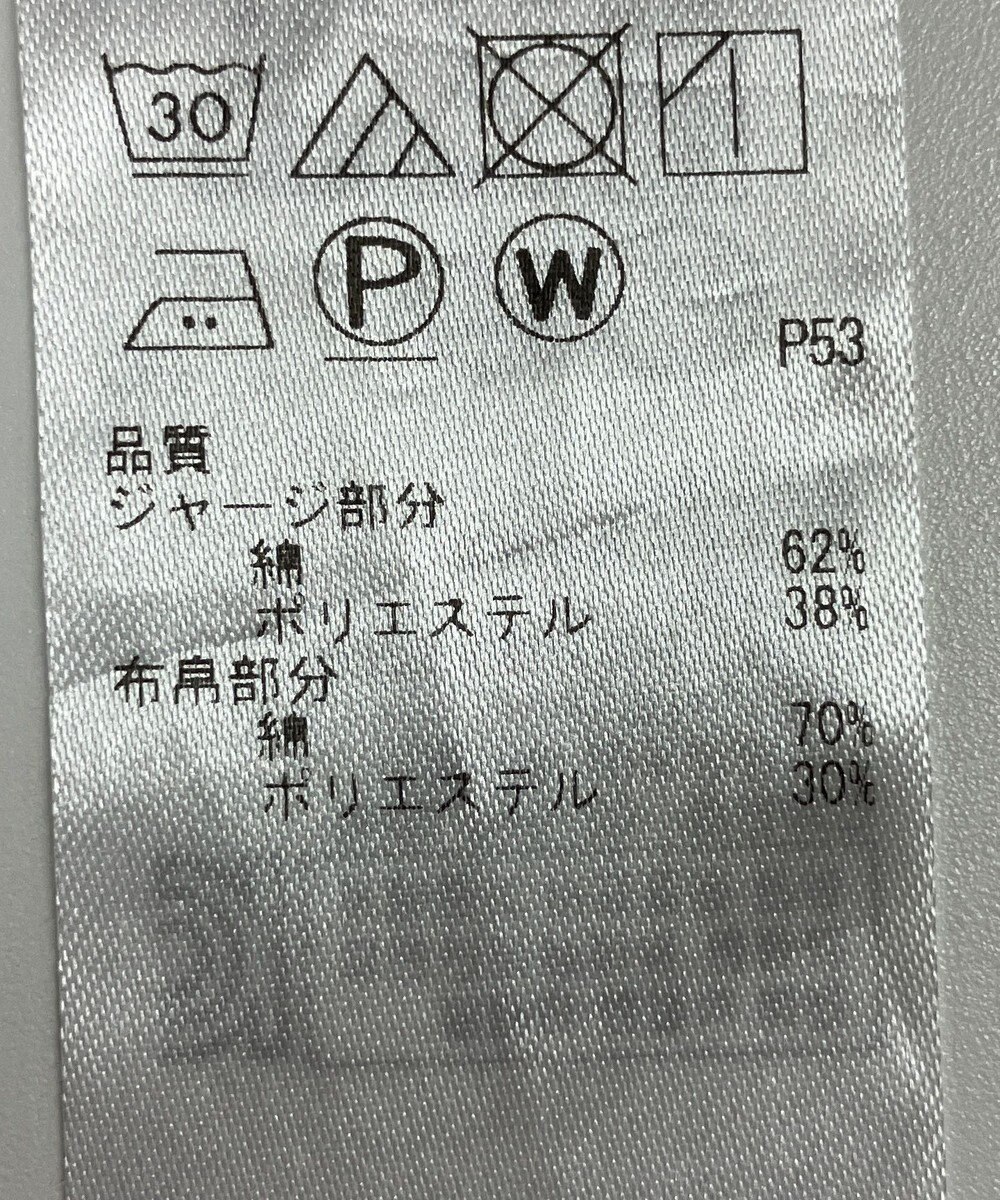 30
P W
P53
品質
ジャージ部分
綿 62%
ポリエステル 38%
布帛部分
綿 70%
ポリエステル 30%